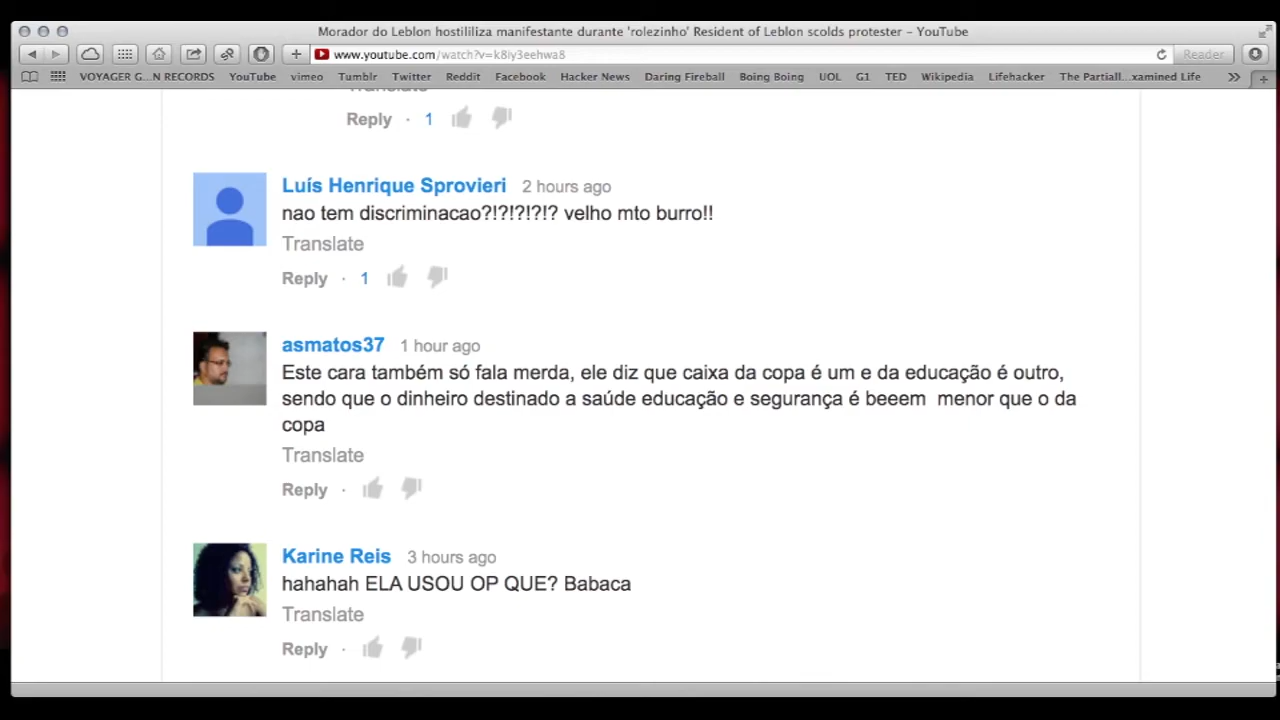 Morador do Leblon hostililiza manifestante durante 'rolezinho' Resident of Leblon scolds protester – YouTube
www.youtube.com/watch?v=k8iy3eehwa8
Reader
VOYAGER G...N RECORDS YouTube vimeo Tumblr Twitter Reddit Facebook Hacker News Daring Fireball Boing Boing UOL G1 TED Wikipedia Lifehacker The Partiall...xamined Life
Translate
Reply · 1
Luís Henrique Sprovieri 2 hours ago
nao tem discriminacao?!?!?!?!? velho mto burro!!
Translate
Reply · 1
asmatos37 1 hour ago
Este cara também só fala merda, ele diz que caixa da copa é um e da educação é outro,
sendo que o dinheiro destinado a saúde educação e segurança é beeem  menor que o da
copa
Translate
Reply ·
Karine Reis 3 hours ago
hahahah ELA USOU OP QUE? Babaca
Translate
Reply ·